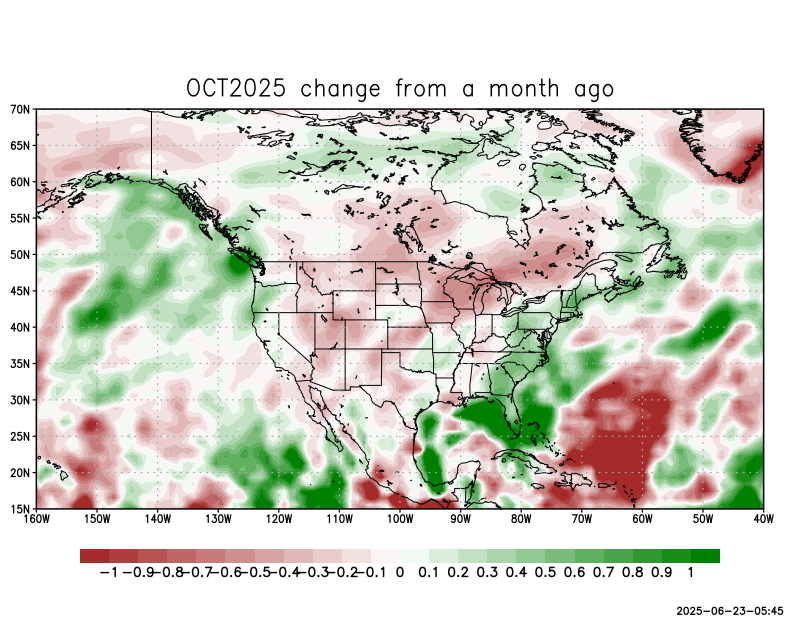 OCT2025 change from a month ago
70N
65N
60N
55N
50N
45N
40N
35N
30N
25N
20N
15N
160W 150W 140W 130W 120W 110W 100W 90W 80W 70W 60W 50W 40W
-1 -0.9 -0.8 -0.7 -0.6 -0.5 -0.4 -0.3 -0.2 -0.1 0 0.1 0.2 0.3 0.4 0.5 0.6 0.7 0.8 0.9 1
2025-06-23-05:45